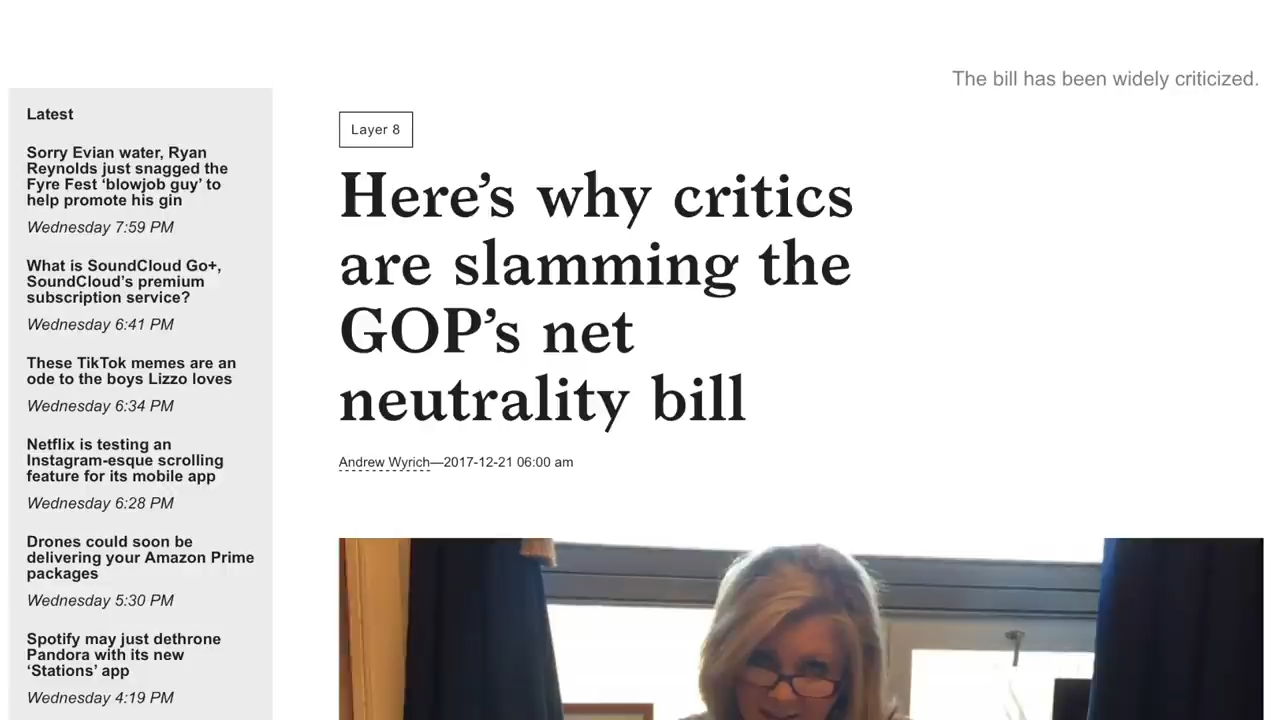 The bill has been widely criticized.
Latest
Sorry Evian water, Ryan
Reynolds just snagged the
Fyre Fest ‘blowjob guy’ to
help promote his gin
Wednesday 7:59 PM
What is SoundCloud Go+,
SoundCloud’s premium
subscription service?
Wednesday 6:41 PM
These TikTok memes are an
ode to the boys Lizzo loves
Wednesday 6:34 PM
Netflix is testing an
Instagram-esque scrolling
feature for its mobile app
Wednesday 6:28 PM
Drones could soon be
delivering your Amazon Prime
packages
Wednesday 5:30 PM
Spotify may just dethrone
Pandora with its new
‘Stations’ app
Wednesday 4:19 PM
Layer 8
Here’s why critics
are slamming the
GOP’s net
neutrality bill
Andrew Wyrich—2017-12-21 06:00 am